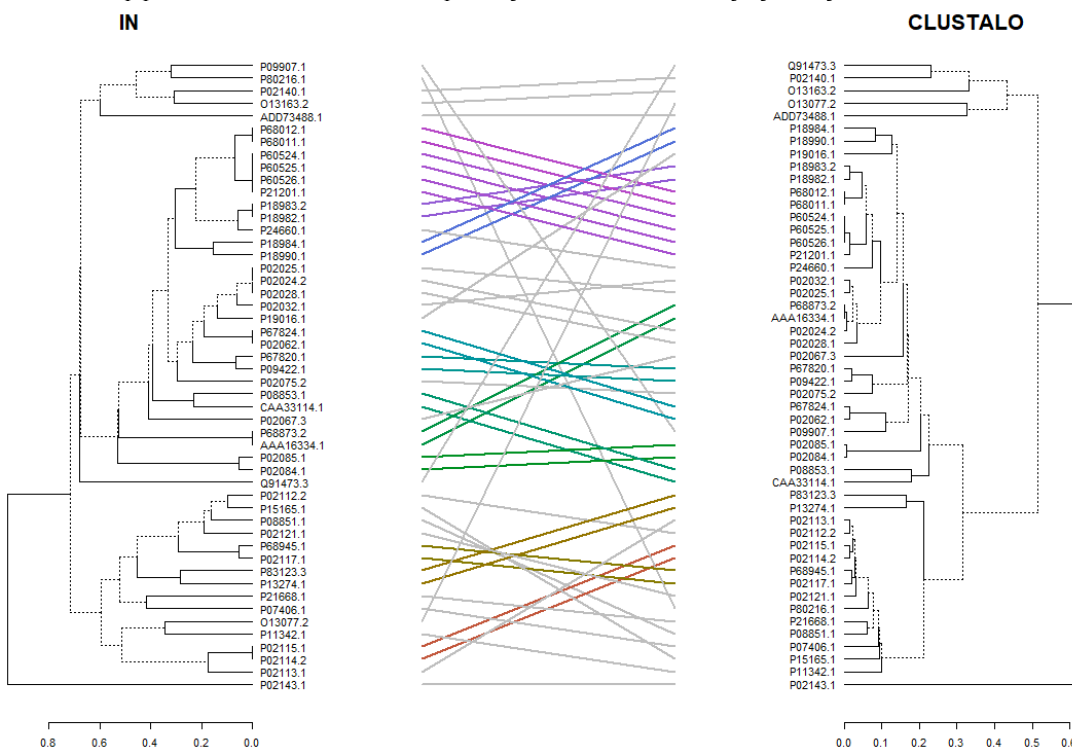 IN
CLUSTALO
P09907.1
P80216.1
P02140.1
O13163.2
ADD73488.1
P68012.1
P68011.1
P60524.1
P60525.1
P60526.1
P21201.1
P18983.2
P18982.1
P24660.1
P18984.1
P18990.1
P02025.1
P02024.2
P02028.1
P02032.1
P19016.1
P67824.1
P02062.1
P67820.1
P09422.1
P02075.2
P08853.1
CAA33114.1
P02067.3
P68873.2
AAA16334.1
P02085.1
P02084.1
Q91473.3
P02112.2
P15165.1
P08851.1
P02121.1
P68945.1
P02117.1
P83123.3
P13274.1
P21668.1
P07406.1
O13077.2
P11342.1
P02115.1
P02114.2
P02113.1
P02143.1
0.8 0.6 0.4 0.2 0.0
Q91473.3
P02140.1
O13163.2
O13077.2
ADD73488.1
P18984.1
P18990.1
P19016.1
P18983.2
P18982.1
P68012.1
P68011.1
P60524.1
P60525.1
P60526.1
P21201.1
P24660.1
P02032.1
P02025.1
P68873.2
AAA16334.1
P02024.2
P02028.1
P02067.3
P67820.1
P09422.1
P02075.2
P67824.1
P02062.1
P09907.1
P02085.1
P02084.1
P08853.1
CAA33114.1
P83123.3
P13274.1
P02113.1
P02112.2
P02115.1
P02114.2
P68945.1
P02117.1
P02121.1
P80216.1
P21668.1
P08851.1
P07406.1
P15165.1
P11342.1
P02143.1
0.0 0.1 0.2 0.3 0.4 0.5